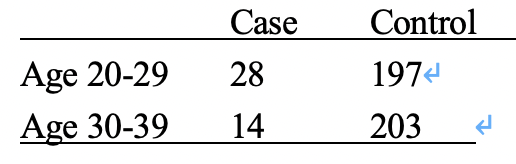 Case Control
Age 20-29 28 197↵
Age 30-39 14 203 ↵